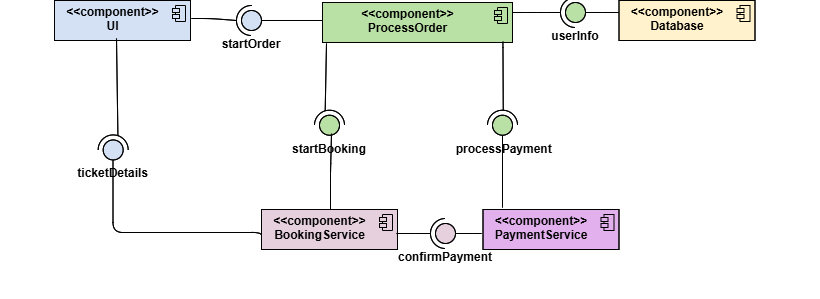 <<component>>
UI
startOrder
<<component>>
ProcessOrder
userInfo
<<component>>
Database
ticketDetails
startBooking
processPayment
<<component>>
BookingService
confirmPayment
<<component>>
PaymentService